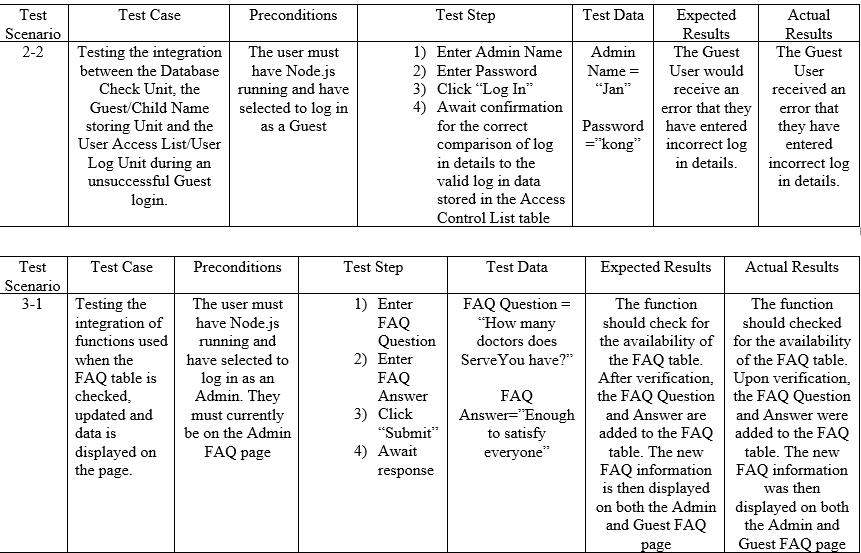 Test Scenario
Test Case
Preconditions
Test Step
Test Data
Expected Results
Actual Results
2-2
Testing the integration
between the Database
Check Unit, the
Guest/Child Name
storing Unit and the
User Access List/User
Log Unit during an
unsuccessful Guest
login.
The user must
have Node.js
running and have
selected to log in
as a Guest
1) Enter Admin Name
2) Enter Password
3) Click “Log In”
4) Await confirmation
for the correct
comparison of log
in details to the
valid log in data
stored in the Access
Control List table
Admin
Name =
“Jan”
Password
=”kong”
The Guest
User would
receive an
error that they
have entered
incorrect log
in details.
The Guest
User
received an
error that
they have
entered
incorrect log
in details.
Test Scenario
Test Case
Preconditions
Test Step
Test Data
Expected Results
Actual Results
3-1
Testing the
integration of
functions used
when the
FAQ table is
checked,
updated and
data is
displayed on
the page.
The user must
have Node.js
running and
have selected to
log in as an
Admin. They
must currently
be on the Admin
FAQ page
1) Enter
FAQ
Question
2) Enter
FAQ
Answer
3) Click
“Submit”
4) Await
response
FAQ Question =
“How many
doctors does
ServeYou have?”
FAQ
Answer=”Enough
to satisfy
everyone”
The function
should check for
the availability of
the FAQ table.
After verification,
the FAQ Question
and Answer are
added to the FAQ
table. The new
FAQ information
is then displayed
on both the Admin
and Guest FAQ
page
The function
should checked
for the availability
of the FAQ table.
Upon verification,
the FAQ Question
and Answer were
added to the FAQ
table. The new
FAQ information
was then
displayed on both
the Admin and
Guest FAQ page